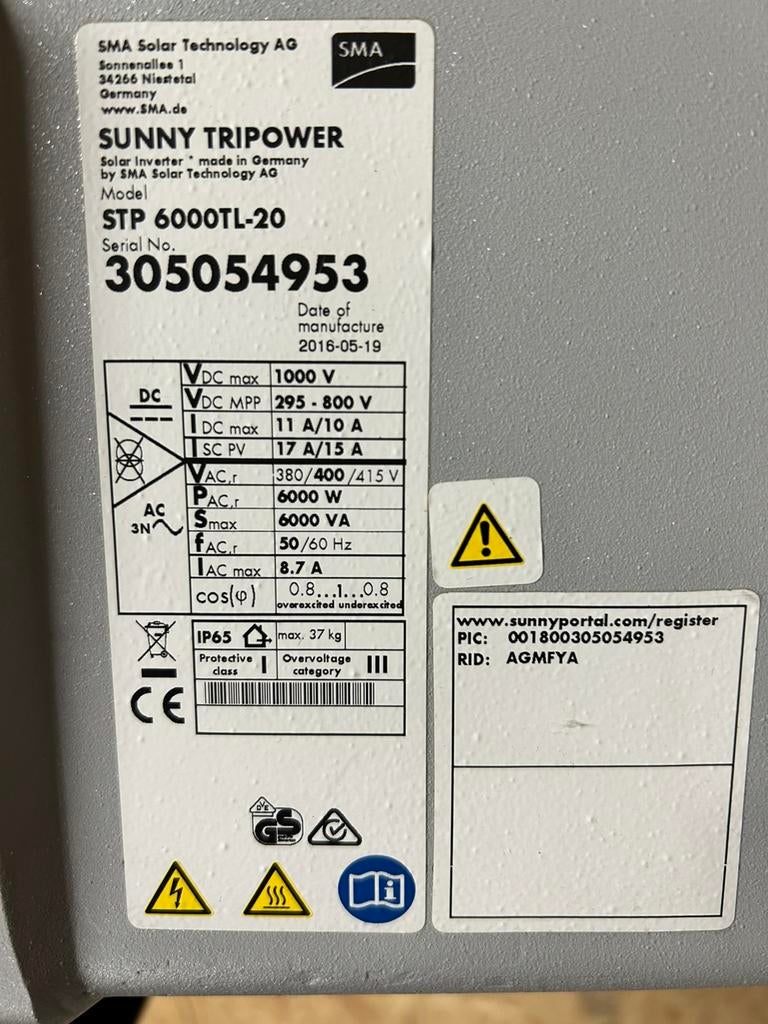 SMA Solar Technology AG
Sonnenallee 1
34266 Niestetal
Germany
www.SMA.de
SMA
SUNNY TRIPOWER
Solar Inverter * made in Germany
by SMA Solar Technology AG
Model
STP 6000TL-20
Serial No.
305054953
Date of
manufacture
2016-05-19
DC
AC
3N
VDC max 1000 V
VDC MPP 295 - 800 V
IDC max 11 A/10 A
ISC PV 17 A/15 A
VAC,r 380/400/415 V
PAC,r 6000 W
Smax 6000 VA
fAC,r 50/60 Hz
IAC max 8.7 A
cos(φ) 0.8...1...0.8
overexcited underexcited
IP65 max. 37 kg
Protective class I Overvoltage category III
CE
DVE
GS
www.sunnyportal.com/register
PIC: 001800305054953
RID: AGMFYA